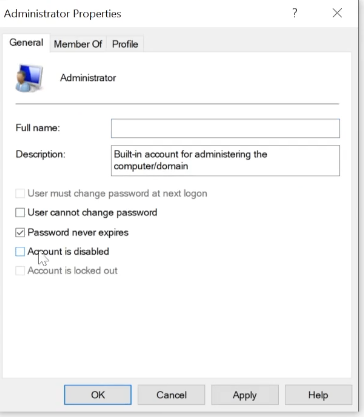 Administrator Properties ? ×
General Member Of Profile
Administrator
Full name:
Description: Built-in account for administering the
computer/domain
User must change password at next logon
User cannot change password
Password never expires
Account is disabled
Account is locked out
OK Cancel Apply Help